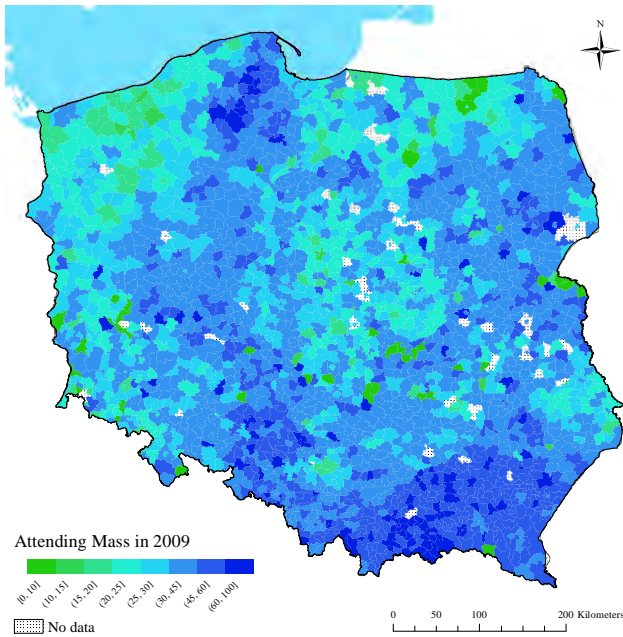 N
Attending Mass in 2009
[0, 10]
(10, 15]
(15, 20]
(20, 25]
(25, 30]
(30, 45]
(45, 60]
(60, 100]
No data
0 50 100 200 Kilometers